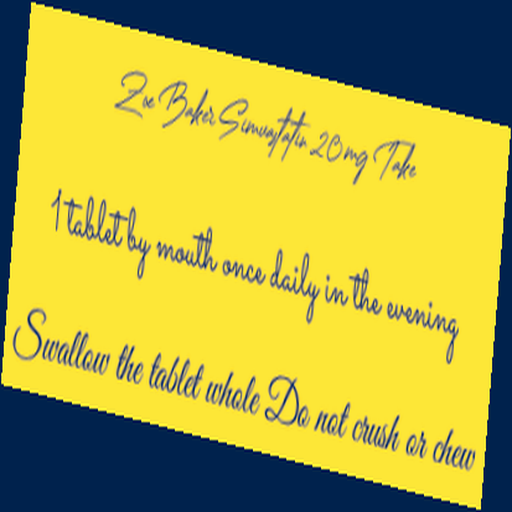 Zoe Baker Simvastatin 20mg Take
1 tablet by mouth once daily in the evening
Swallow the tablet whole Do not crush or chew